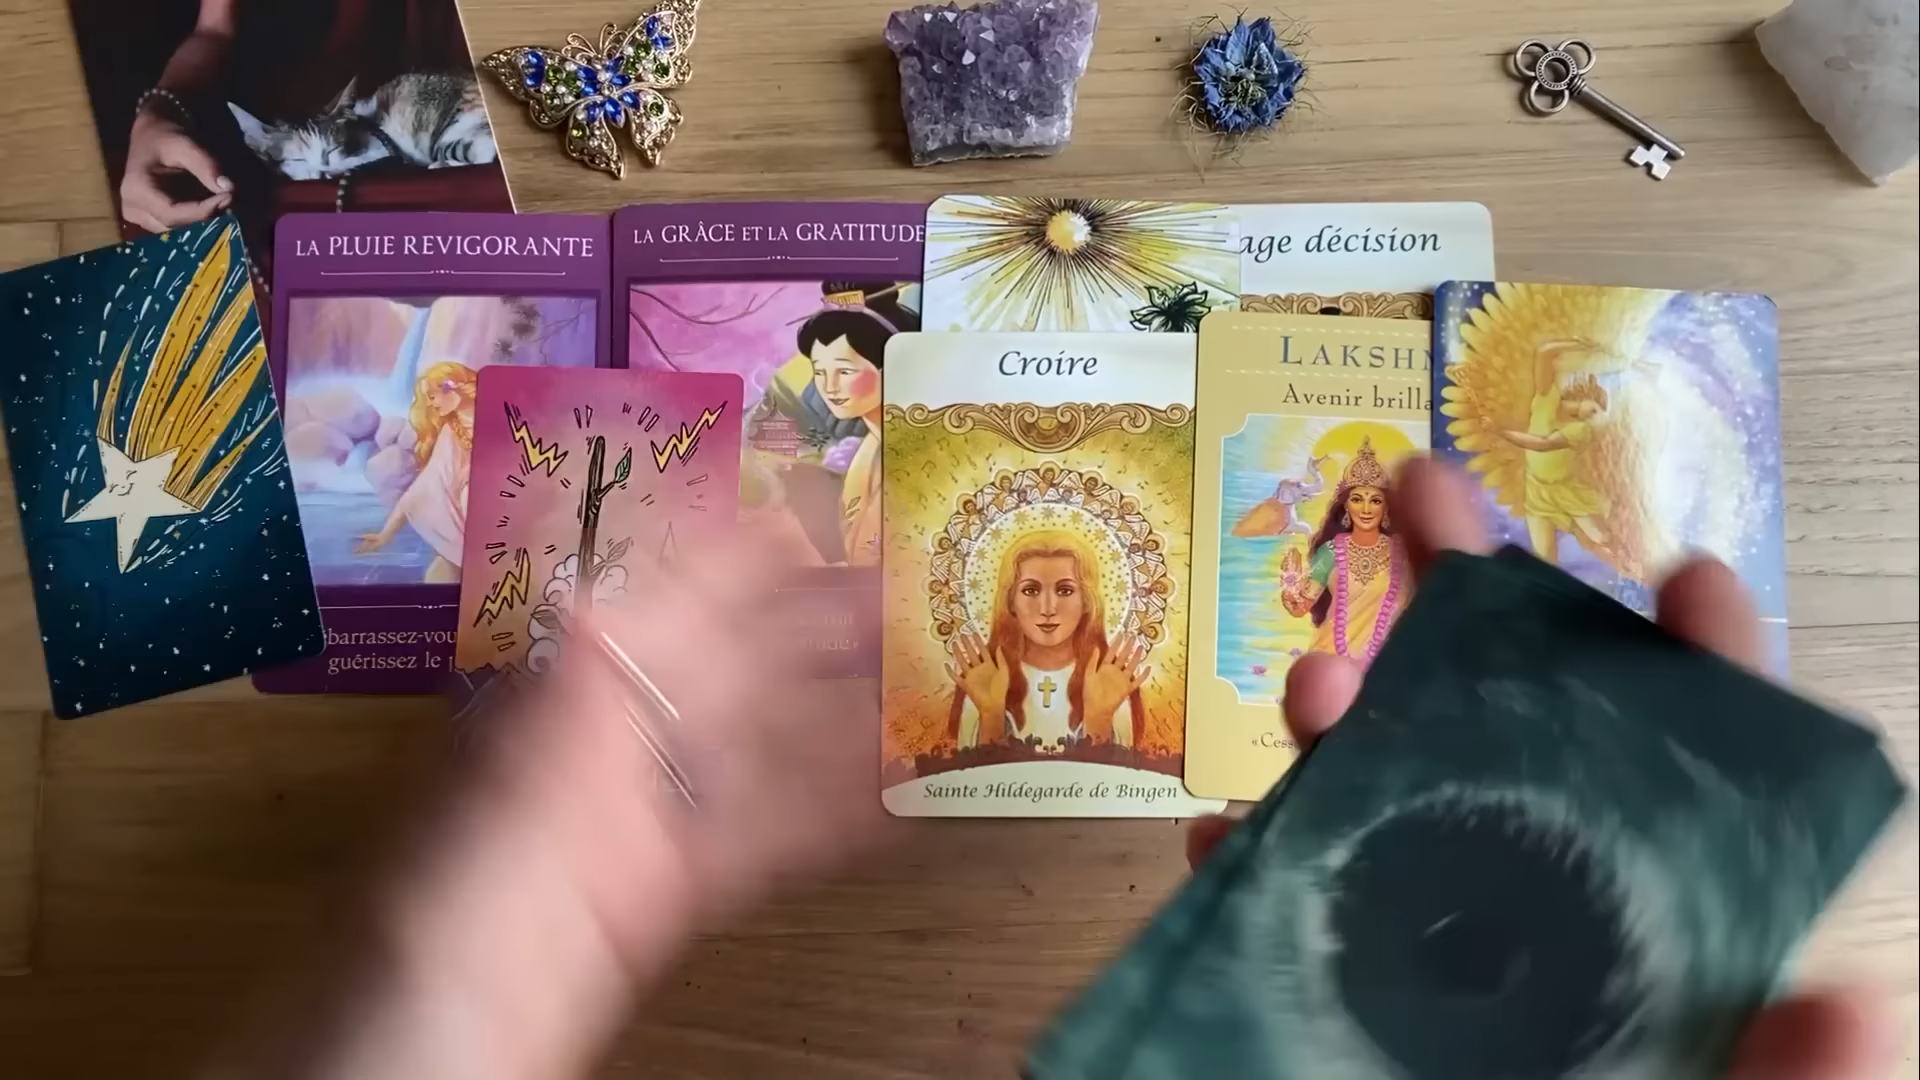 LA PLUIE REVIGORANTE
LA GRÂCE ET LA GRATITUDE
age décision
Croire
LAKSH
Avenir brilla
barrassez-vou
guérissez le
«Cess
Sainte Hildegarde de Bingen